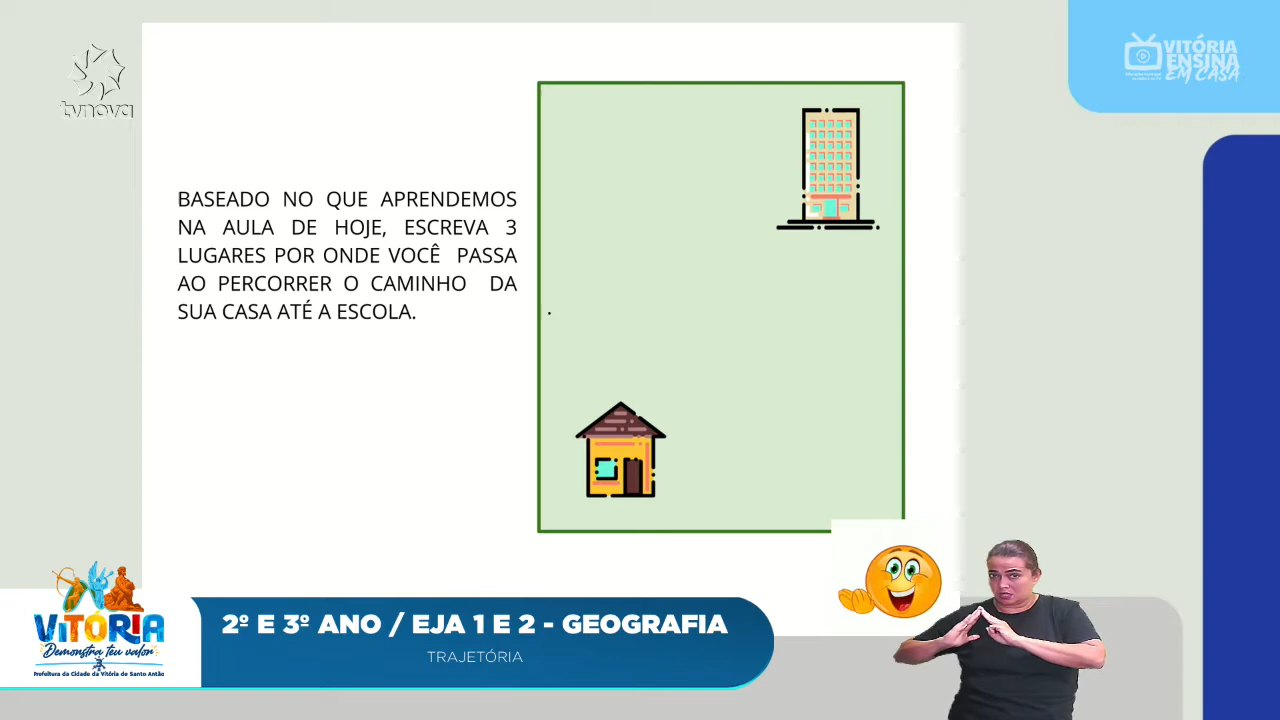 tvnova
VITÓRIA
ENSINA
EM CASA
BASEADO NO QUE APRENDEMOS
NA AULA DE HOJE, ESCREVA 3
LUGARES POR ONDE VOCÊ PASSA
AO PERCORRER O CAMINHO DA
SUA CASA ATÉ A ESCOLA.
VITÓRIA
Demonstra teu valor
Prefeitura da Cidade da Vitória de Santo Antão
2º E 3º ANO / EJA 1 E 2 - GEOGRAFIA
TRAJETÓRIA